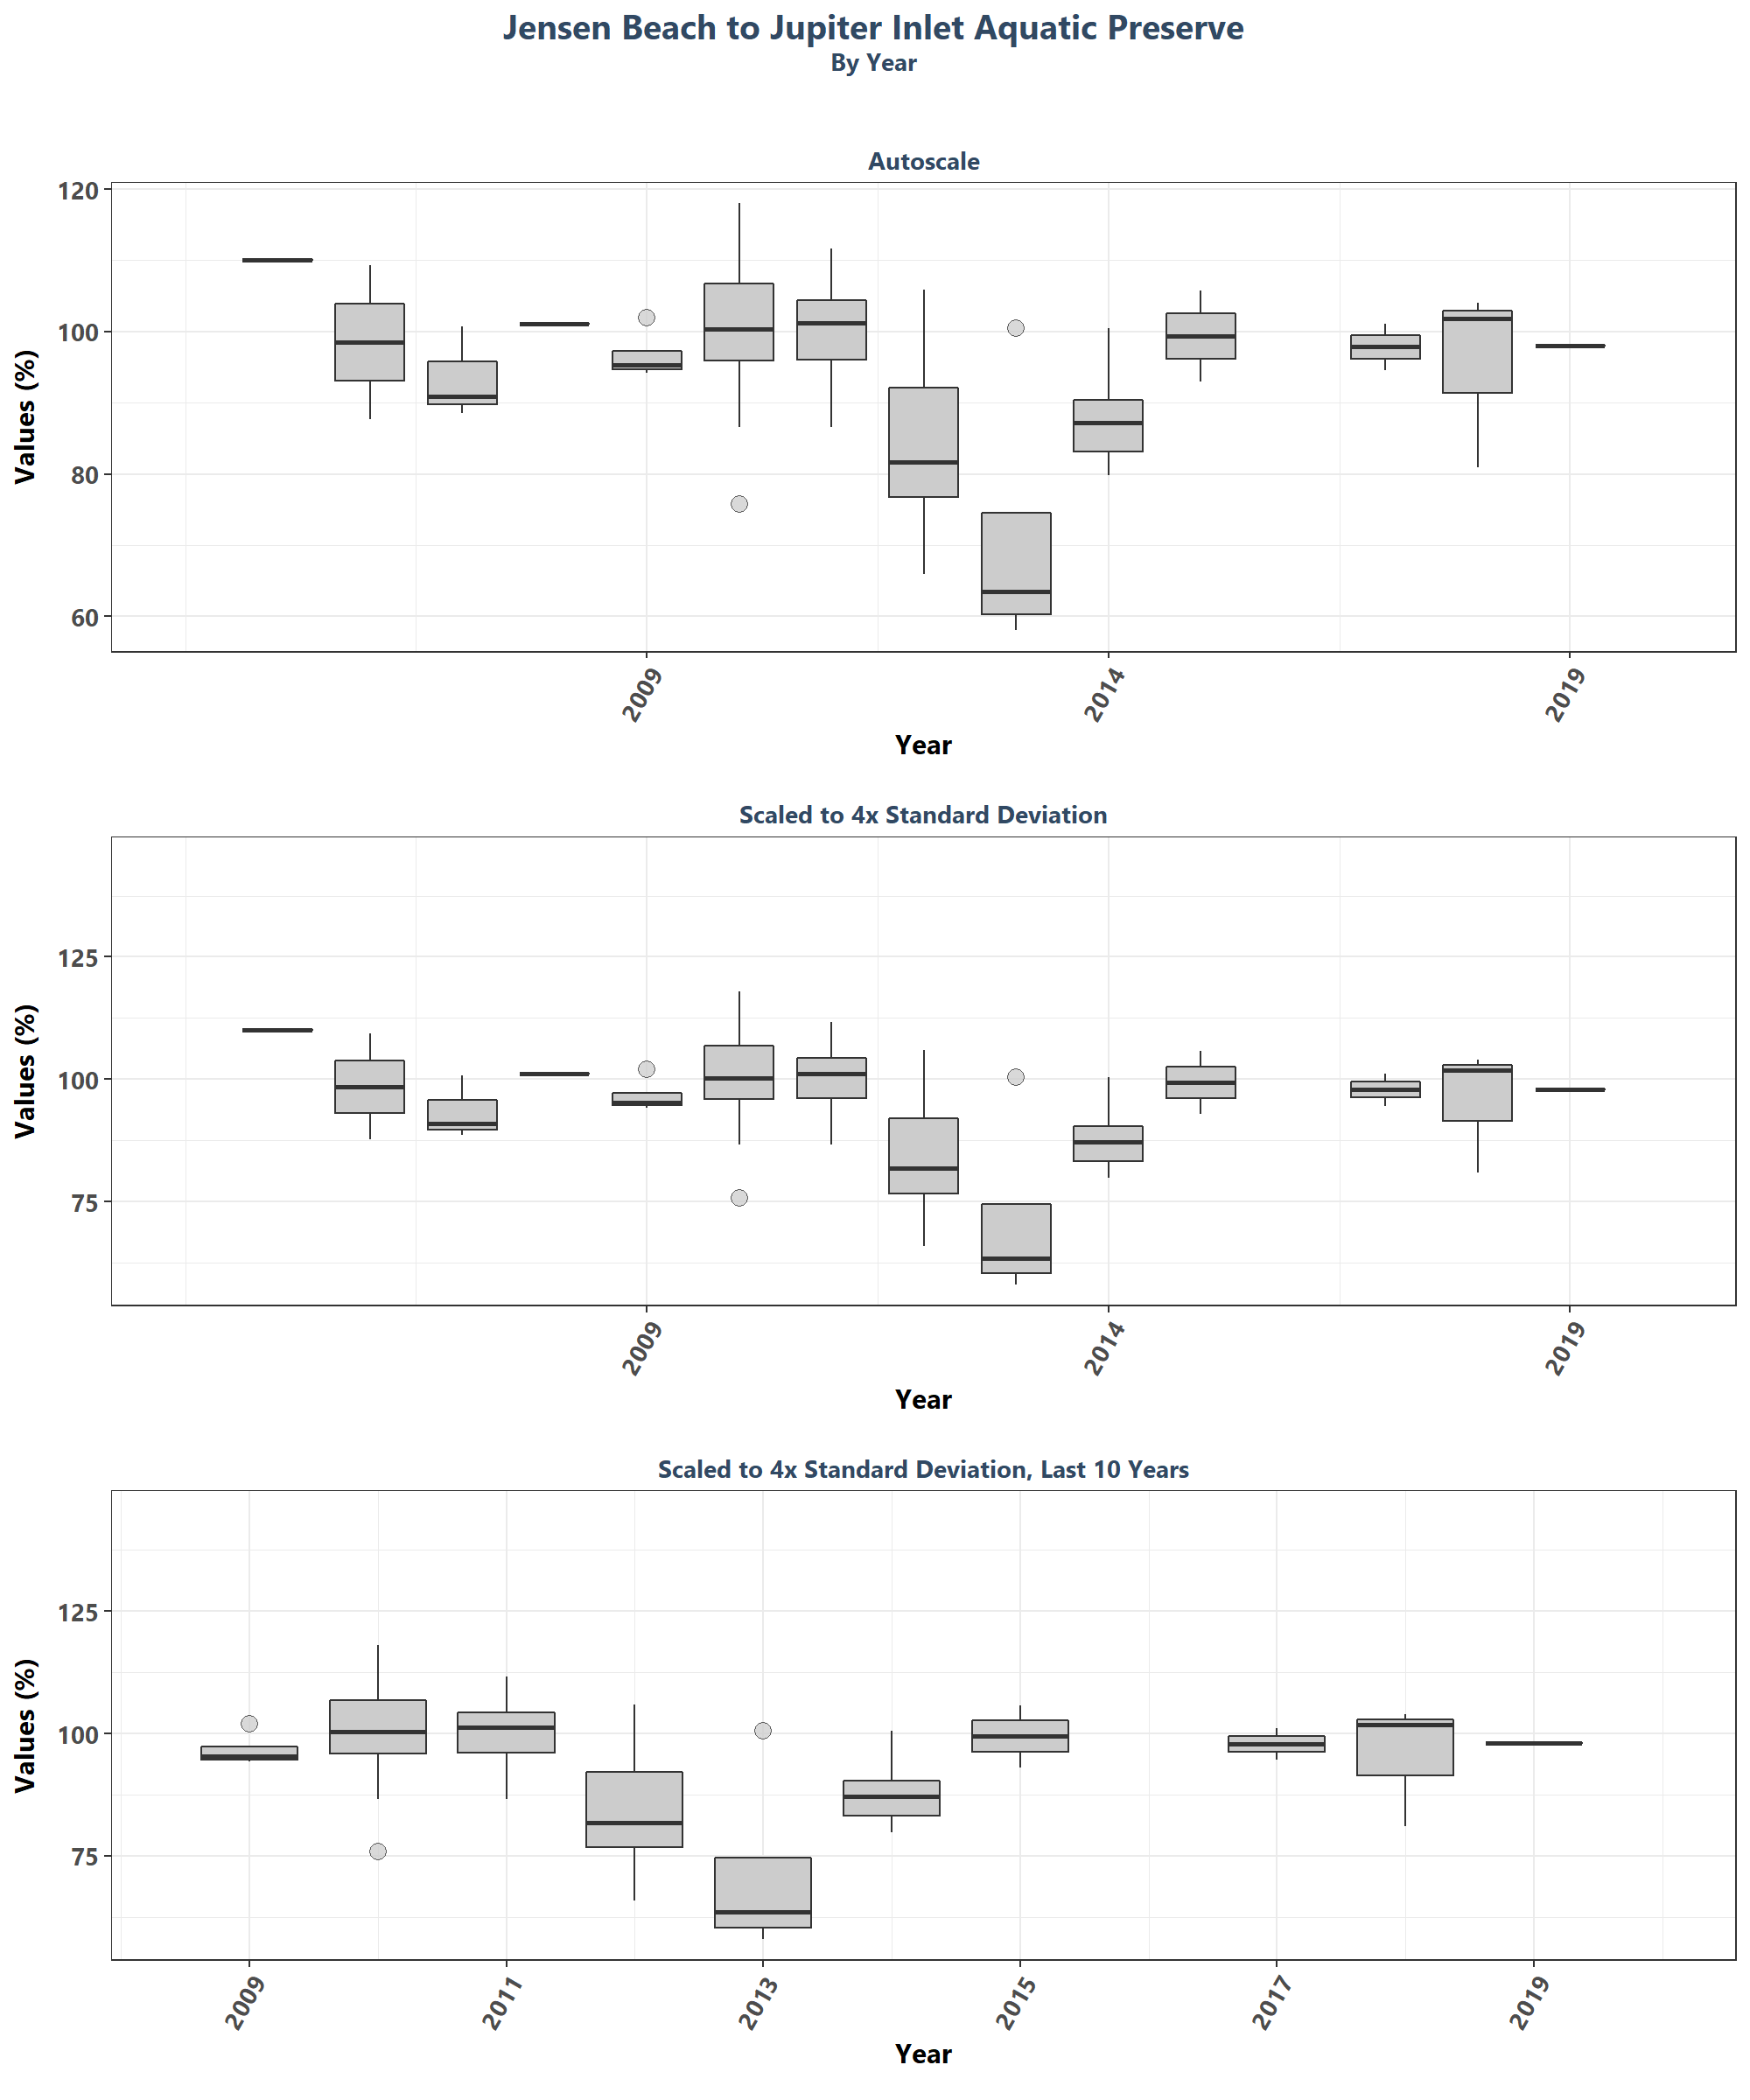 Jensen Beach to Jupiter Inlet Aquatic Preserve
By Year
Autoscale
Values (%)
120
100
80
60
2009
2014
2019
Year
Scaled to 4x Standard Deviation
Values (%)
125
100
75
2009
2014
2019
Year
Scaled to 4x Standard Deviation, Last 10 Years
Values (%)
125
100
75
2009
2011
2013
2015
2017
2019
Year